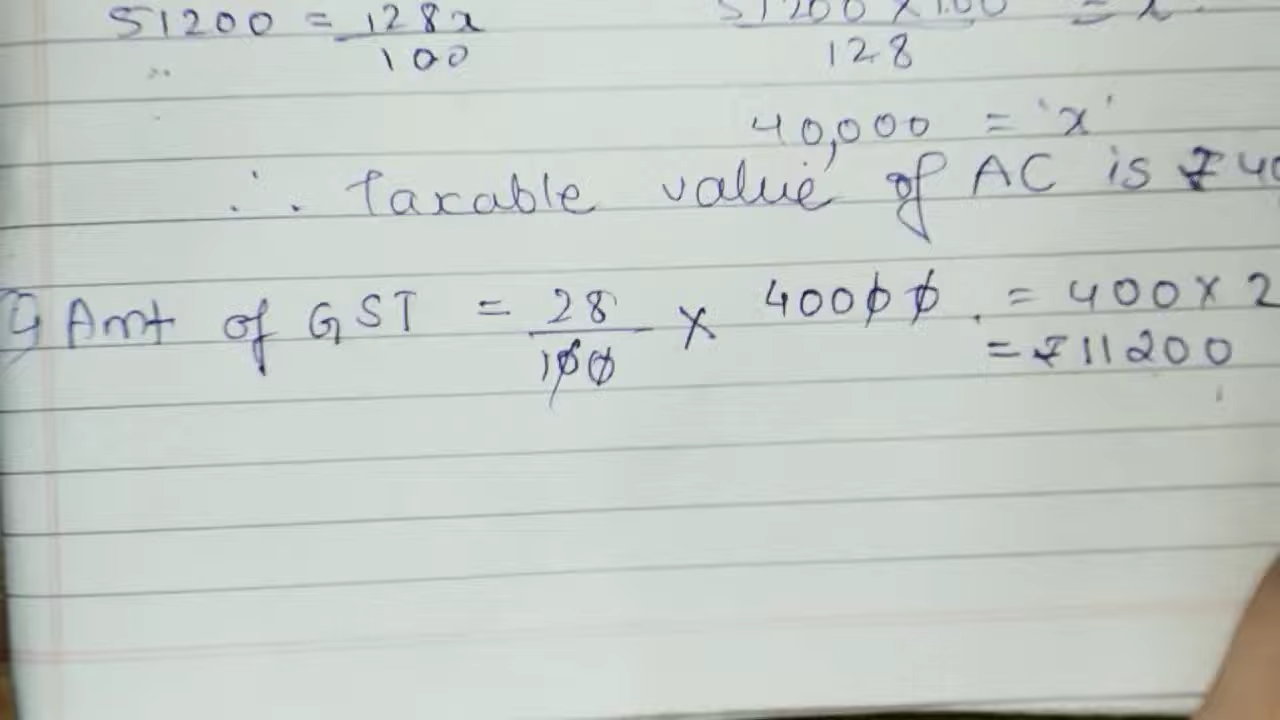 51200 = 128x/100
51200 x 100/128 = x
40,000 = 'x'
∴ Taxable value of AC is ₹40
Amt of GST = 28/100 x 40000 = 400 x 2
= ₹11200